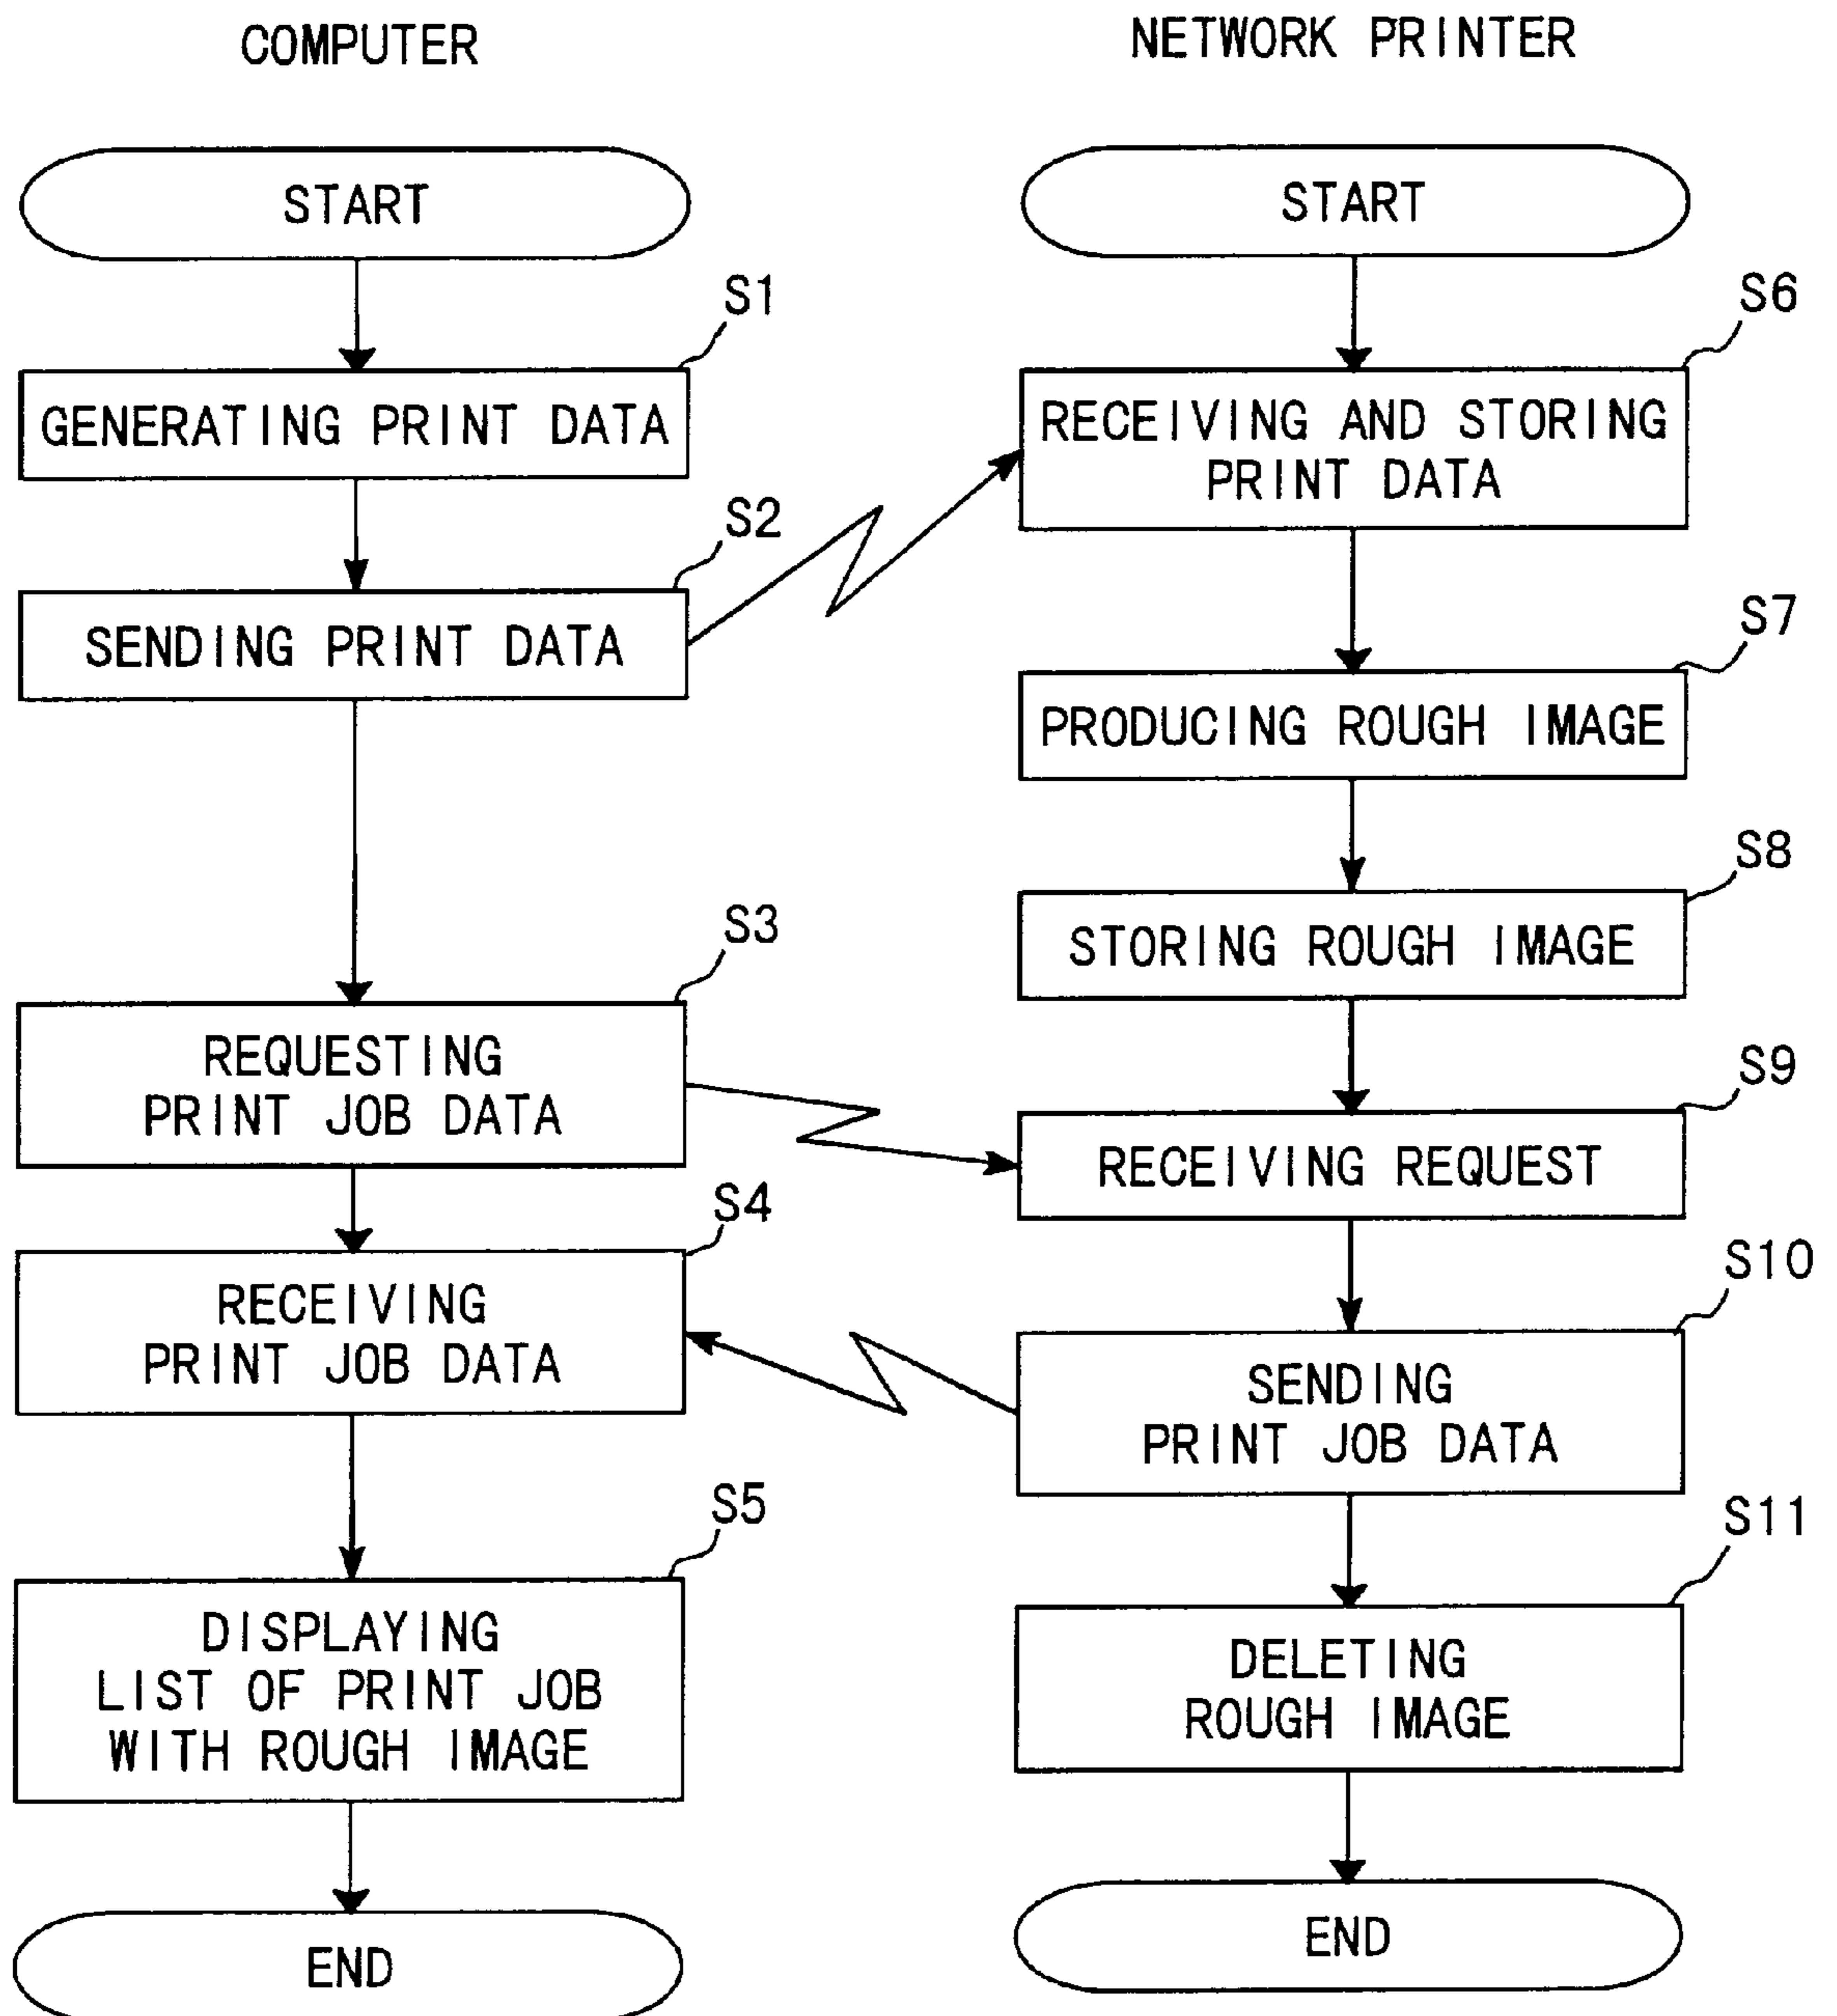 COMPUTER
START
S1
GENERATING PRINT DATA
S2
SENDING PRINT DATA
S3
REQUESTING
PRINT JOB DATA
S4
RECEIVING
PRINT JOB DATA
S5
DISPLAYING
LIST OF PRINT JOB
WITH ROUGH IMAGE
END
NETWORK PRINTER
START
S6
RECEIVING AND STORING
PRINT DATA
S7
PRODUCING ROUGH IMAGE
S8
STORING ROUGH IMAGE
S9
RECEIVING REQUEST
S10
SENDING
PRINT JOB DATA
S11
DELETING
ROUGH IMAGE
END